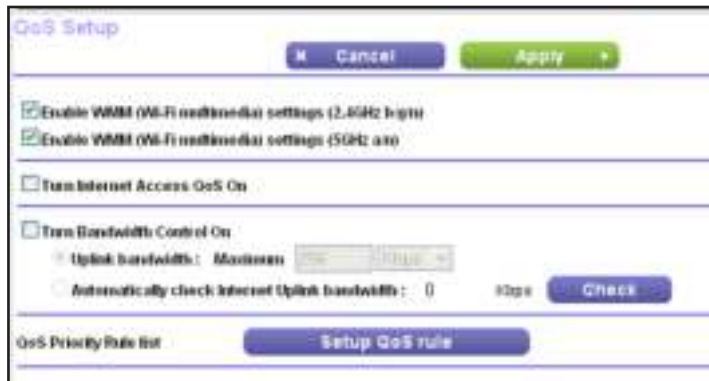 QoS Setup
Cancel
Apply
Enable WMM (Wi-Fi multimedia) settings (2.4GHz b/g/n)
Enable WMM (Wi-Fi multimedia) settings (5GHz a/n)
Turn Internet Access QoS On
Turn Bandwidth Control On
Uplink bandwidth : Maximum Kbps
Automatically check Internet Uplink bandwidth : 0 Kbps Check
QoS Priority Rule list Setup QoS rule